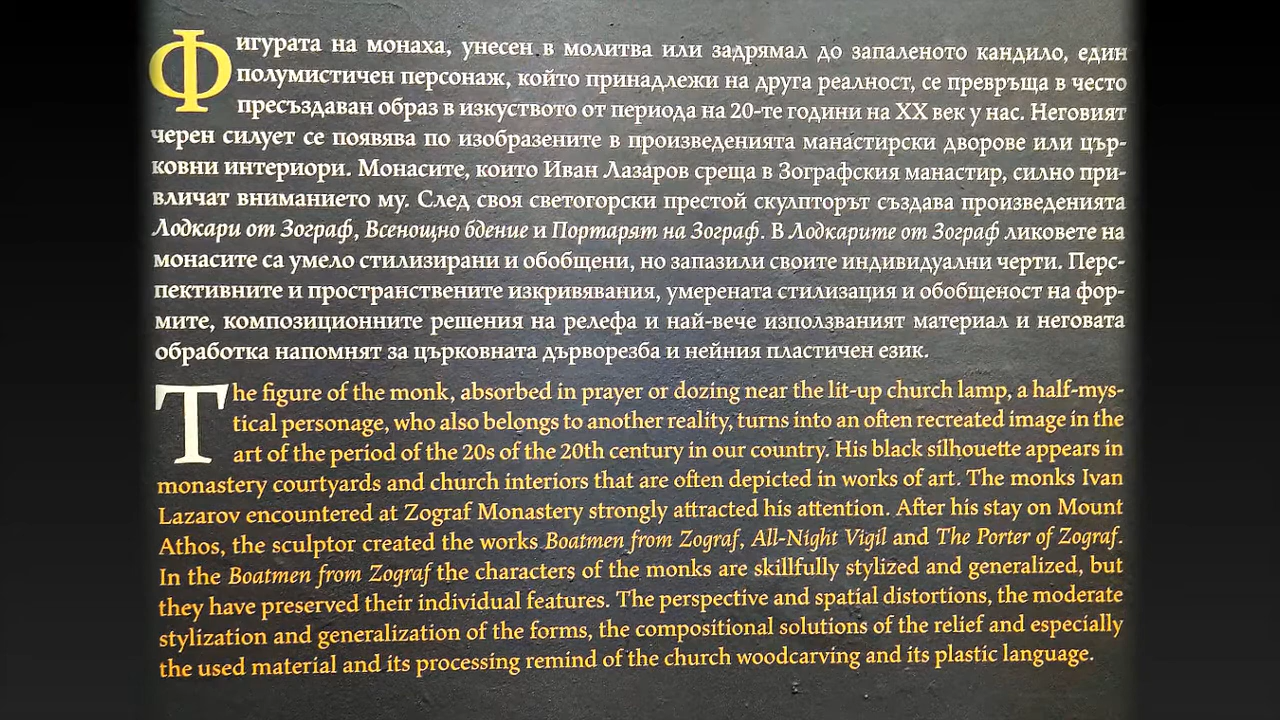 Фигурата на монаха, унесен в молитва или задрямал до запаленото кандило, един
полумистичен персонаж, който принадлежи на друга реалност, се превръща в често
пресъздаван образ в изкуството от периода на 20-те години на XX век у нас. Неговият
черен силует се появява по изобразените в произведенията манастирски дворове или цър-
ковни интериори. Монасите, които Иван Лазаров среща в Зографския манастир, силно при-
вличат вниманието му. След своя светогорски престой скулпторът създава произведенията
Лодкари от Зограф, Всенощно бдение и Портарят на Зограф. В Лодкарите от Зограф ликовете на
монасите са умело стилизирани и обобщени, но запазили своите индивидуални черти. Перс-
пективните и пространствените изкривявания, умерената стилизация и обобщеност на фор-
мите, композиционните решения на релефа и най-вече използваният материал и неговата
обработка напомнят за църковната дърворезба и нейния пластичен език.
The figure of the monk, absorbed in prayer or dozing near the lit-up church lamp, a half-mys-
tical personage, who also belongs to another reality, turns into an often recreated image in the
art of the period of the 20s of the 20th century in our country. His black silhouette appears in
monastery courtyards and church interiors that are often depicted in works of art. The monks Ivan
Lazarov encountered at Zograf Monastery strongly attracted his attention. After his stay on Mount
Athos, the sculptor created the works Boatmen from Zograf, All-Night Vigil and The Porter of Zograf.
In the Boatmen from Zograf the characters of the monks are skillfully stylized and generalized, but
they have preserved their individual features. The perspective and spatial distortions, the moderate
stylization and generalization of the forms, the compositional solutions of the relief and especially
the used material and its processing remind of the church woodcarving and its plastic language.